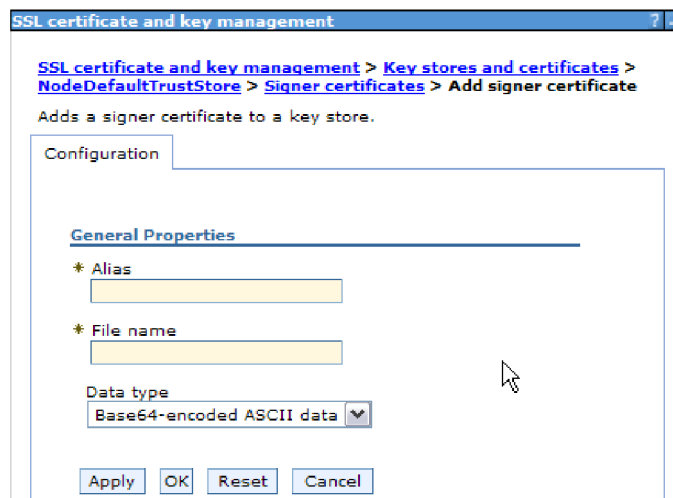 SSL certificate and key management ?
SSL certificate and key management > Key stores and certificates >
NodeDefaultTrustStore > Signer certificates > Add signer certificate
Adds a signer certificate to a key store.
Configuration
General Properties
* Alias
* File name
Data type
Base64-encoded ASCII data
Apply OK Reset Cancel